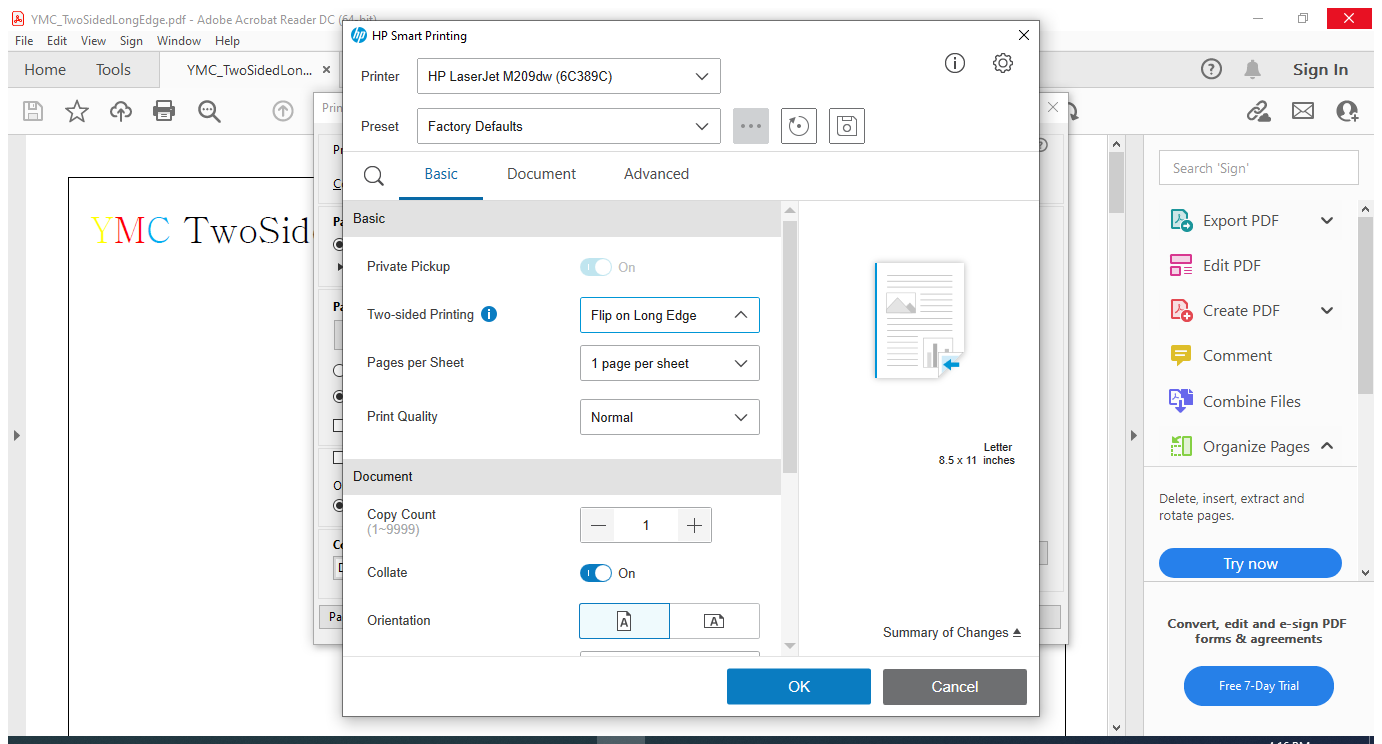 YMC_TwoSidedLongEdge.pdf - Adobe Acrobat Reader DC (64-bit)
File Edit View Sign Window Help
Home Tools YMC_TwoSidedLon... ×
Sign In
YMC TwoSid
HP Smart Printing
Printer HP LaserJet M209dw (6C389C)
Preset Factory Defaults
Basic Document Advanced
Basic
Private Pickup On
Two-sided Printing Flip on Long Edge
Pages per Sheet 1 page per sheet
Print Quality Normal
Document
Copy Count 1
(1~9999)
Collate On
Orientation
Letter
8.5 x 11 inches
Summary of Changes
OK Cancel
Search 'Sign'
Export PDF
Edit PDF
Create PDF
Comment
Combine Files
Organize Pages
Delete, insert, extract and
rotate pages.
Try now
Convert, edit and e-sign PDF
forms & agreements
Free 7-Day Trial